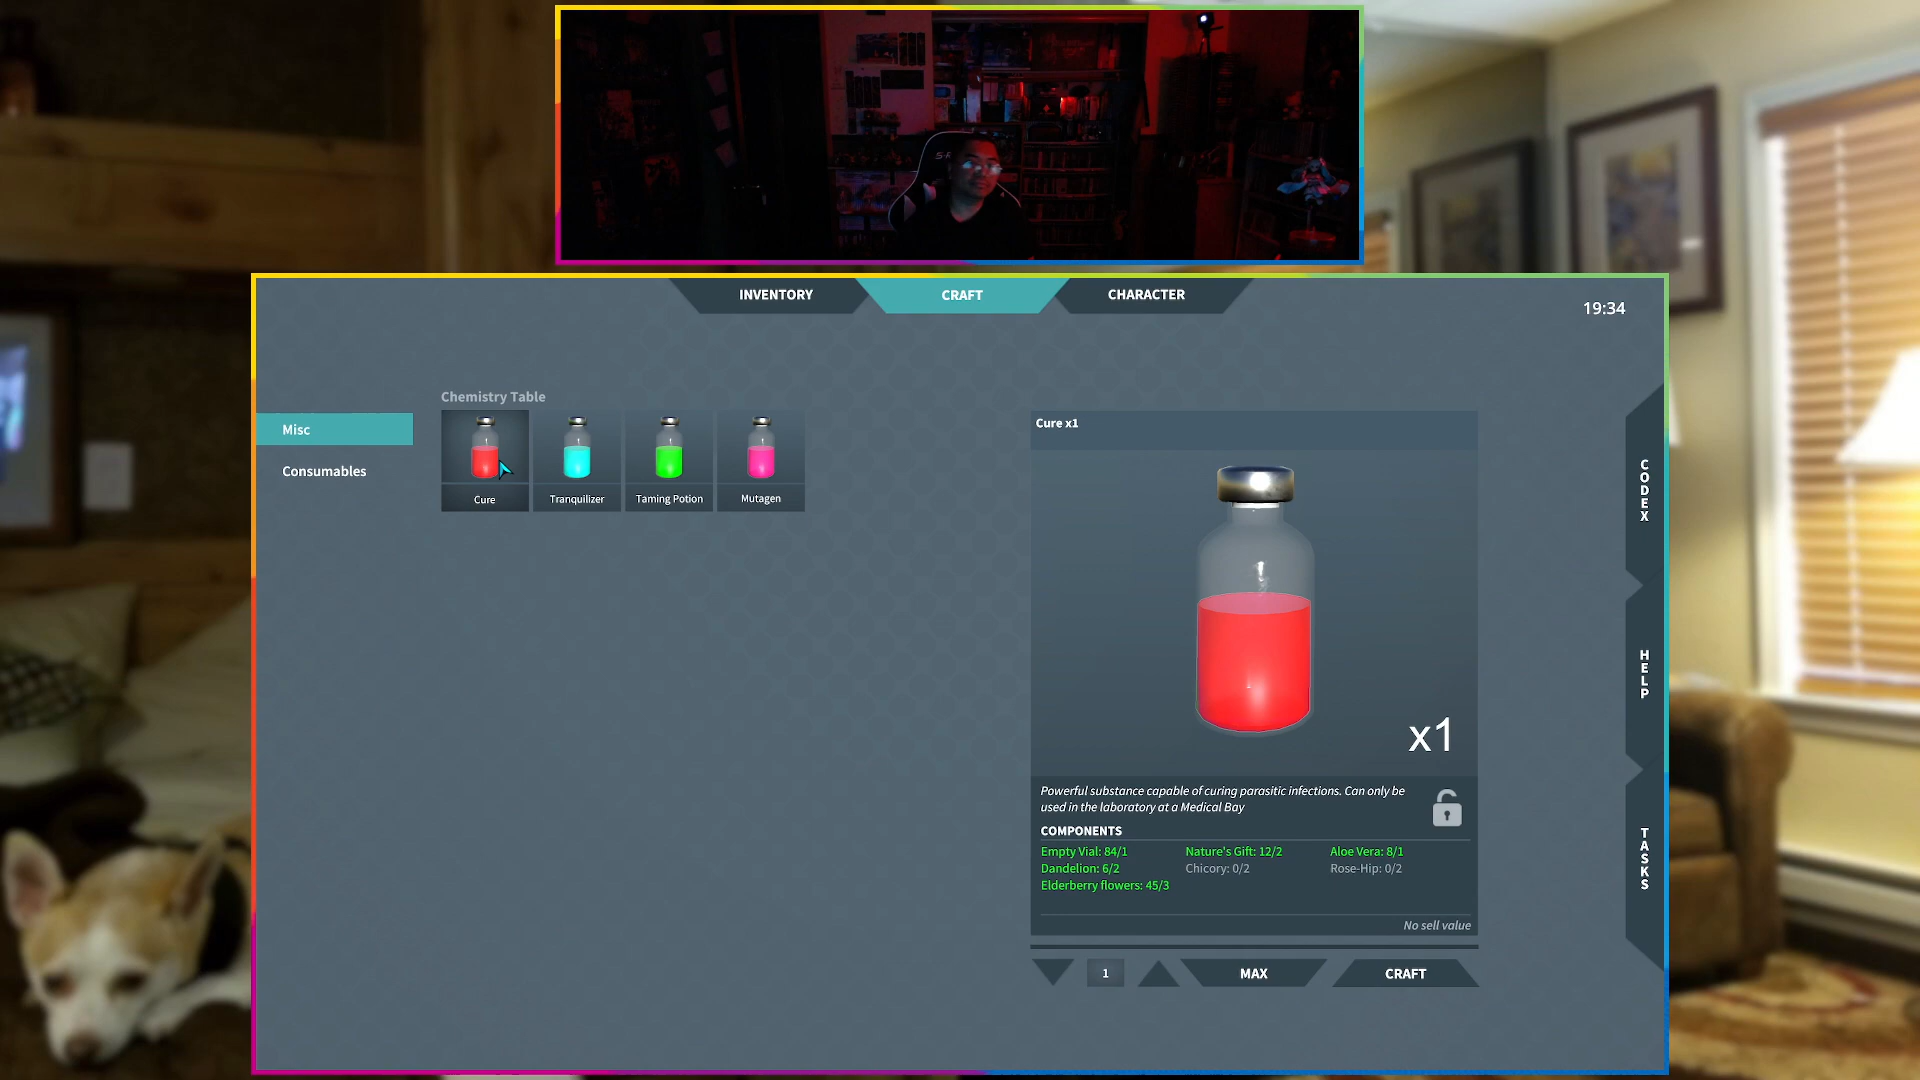 INVENTORY
CRAFT
CHARACTER
19:34
Chemistry Table
Misc
Consumables
Cure
Tranquilizer
Taming Potion
Mutagen
Cure x1
x1
Powerful substance capable of curing parasitic infections. Can only be
used in the laboratory at a Medical Bay
COMPONENTS
Empty Vial: 84/1
Nature's Gift: 12/2
Aloe Vera: 8/1
Dandelion: 6/2
Chicory: 0/2
Rose-Hip: 0/2
Elderberry flowers: 45/3
No sell value
1
MAX
CRAFT
CODEX
HELP
TASKS